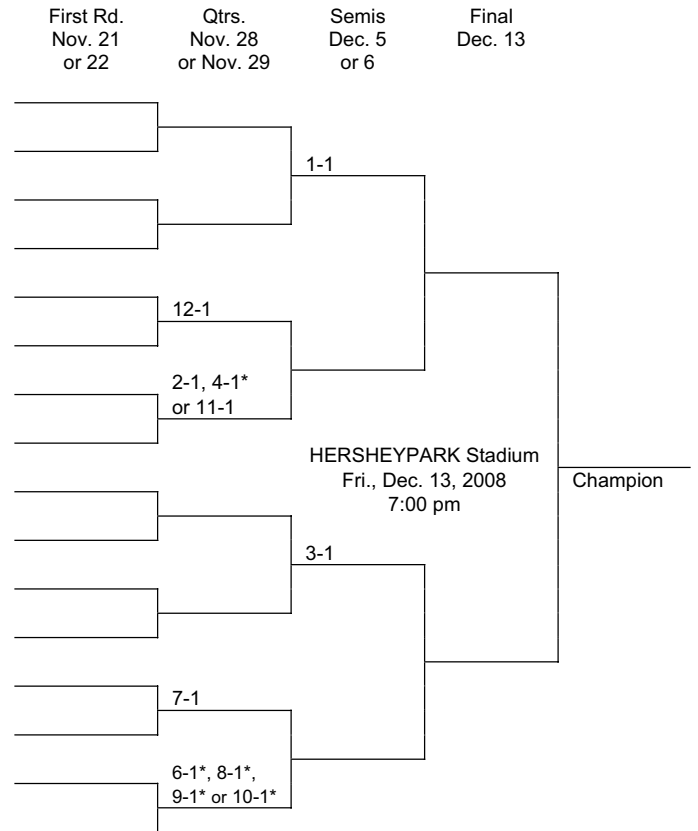 First Rd.
Nov. 21
or 22
Qtrs.
Nov. 28
or Nov. 29
Semis
Dec. 5
or 6
Final
Dec. 13
1-1
12-1
2-1, 4-1*
or 11-1
HERSHEYPARK Stadium
Fri., Dec. 13, 2008
7:00 pm
Champion
3-1
7-1
6-1*, 8-1*,
9-1* or 10-1*